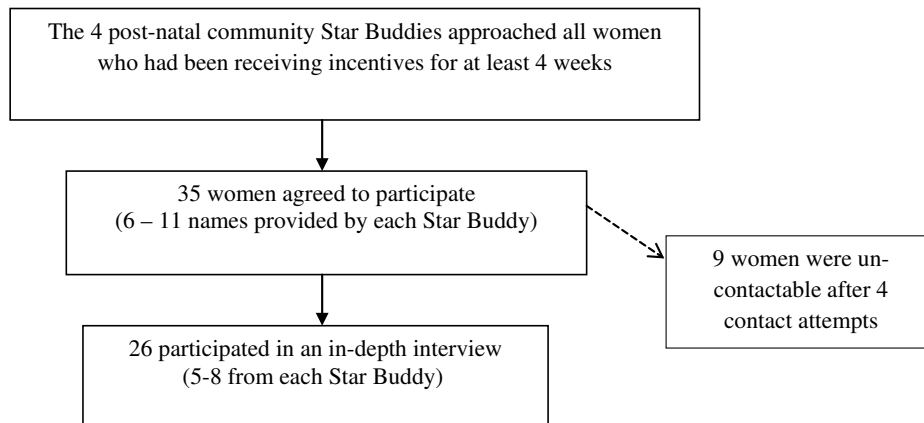 The 4 post-natal community Star Buddies approached all women
who had been receiving incentives for at least 4 weeks
35 women agreed to participate
(6 – 11 names provided by each Star Buddy)
9 women were un-
contactable after 4
contact attempts
26 participated in an in-depth interview
(5-8 from each Star Buddy)